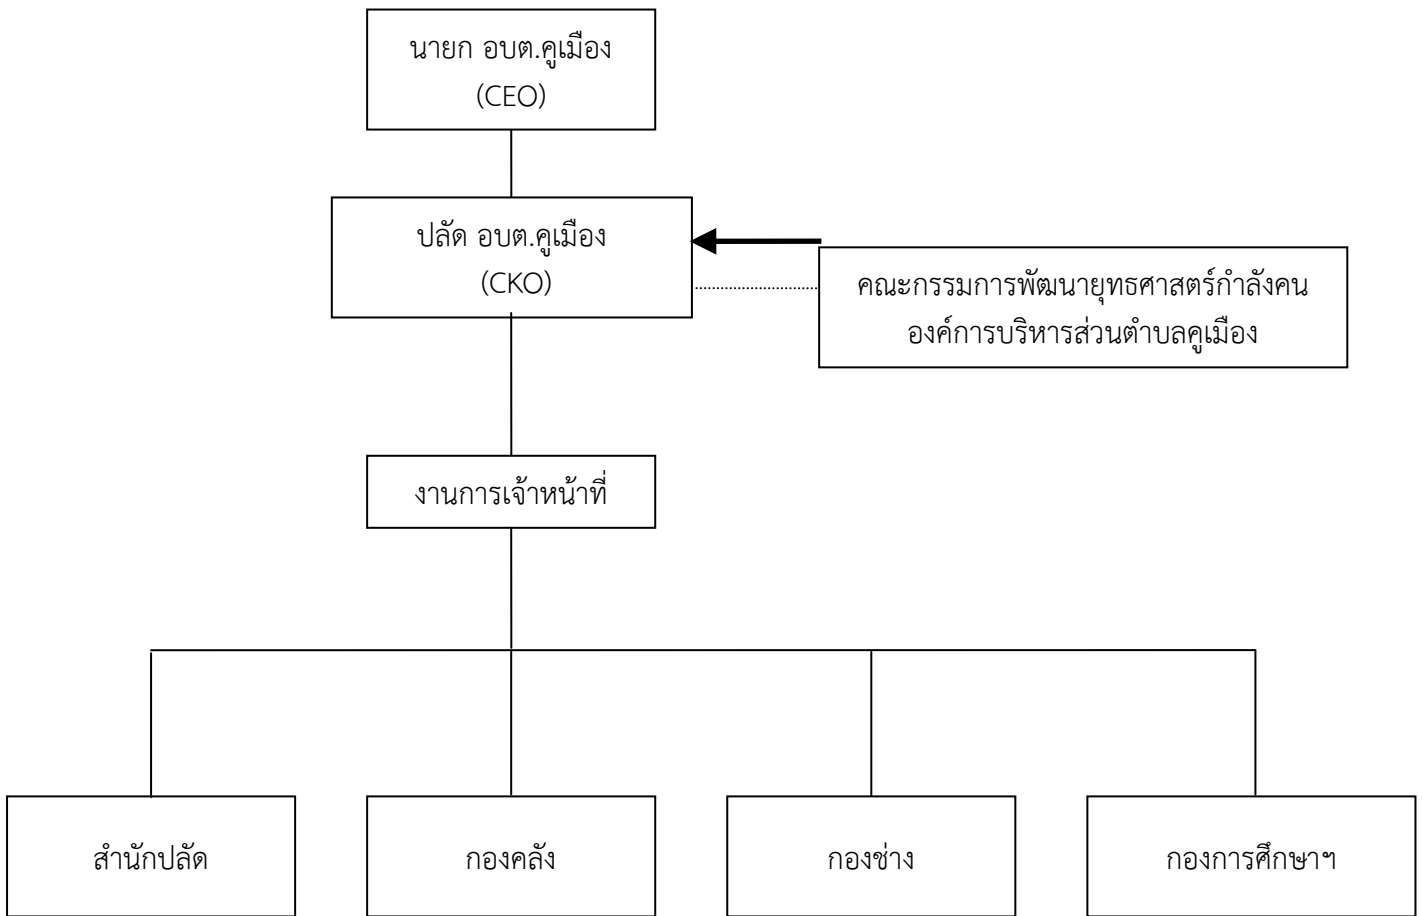 นายก อบต.คูเมือง
(CEO)
ปลัด อบต.คูเมือง
(CKO)
คณะกรรมการพัฒนายุทธศาสตร์กำลังคน
องค์การบริหารส่วนตำบลคูเมือง
งานการเจ้าหน้าที่
สำนักปลัด
กองคลัง
กองช่าง
กองการศึกษาฯ